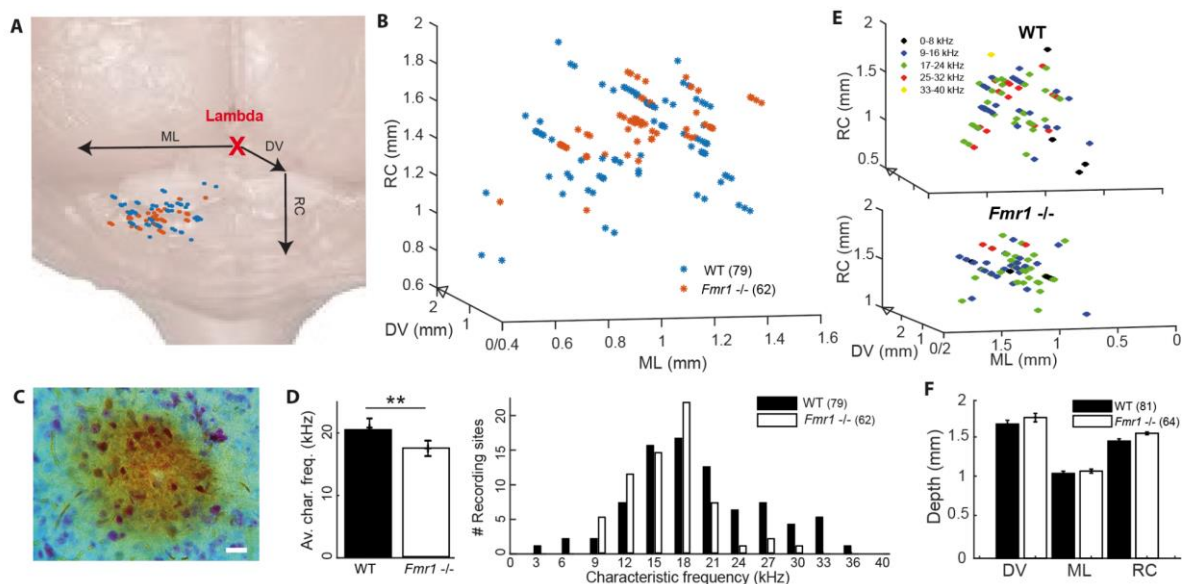 A
Lambda
ML
DV
RC
B
2
1.8
1.6
1.4
1.2
1
0.8
0.6
RC (mm)
2
1
DV (mm)
0/0.4
0.6
0.8
1
1.2
1.4
1.6
ML (mm)
WT (79)
Fmr1 -/- (62)
E
WT
0-8 kHz
9-16 kHz
17-24 kHz
25-32 kHz
33-40 kHz
2
1.5
1
0.5
RC (mm)
Fmr1 -/-
2
1.5
1
RC (mm)
2
1
DV (mm)
0/2
1.5
1
0.5
0
ML (mm)
C
D
**
Av. char. freq. (kHz)
20
10
0
WT
Fmr1 -/-
# Recording sites
20
15
10
5
0
WT (79)
Fmr1 -/- (62)
3 6 9 12 15 18 21 24 27 30 33 36 40
Characteristic frequency (kHz)
F
Depth (mm)
2
1.5
1
0
WT (81)
Fmr1 -/- (64)
DV ML RC